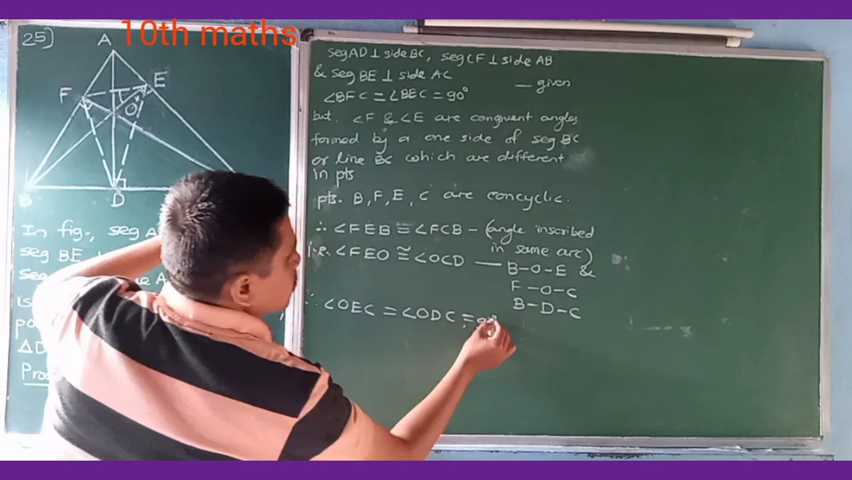 10th maths
25)
A
F
E
O
B
D
In fig., seg A
seg BE
Se
is
ΔD
Proo
seg AD ⊥ side BC, seg CF ⊥ side AB
& seg BE ⊥ side AC — given
∠BFC = ∠BEC = 90°
but. ∠F & ∠E are congruent angles
formed by a one side of seg BC
or line BC which are different
in pts
pts. B, F, E, C are concyclic.
∴ ∠FEB ≅ ∠FCB - (angle inscribed
in same arc)
i.e. ∠FEO ≅ ∠OCD — B-O-E &
F-O-C
B-D-C
∴ ∠OEC = ∠ODC =